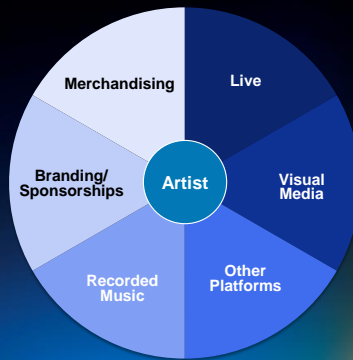 Merchandising
Live
Branding/
Sponsorships
Artist
Visual
Media
Recorded
Music
Other
Platforms